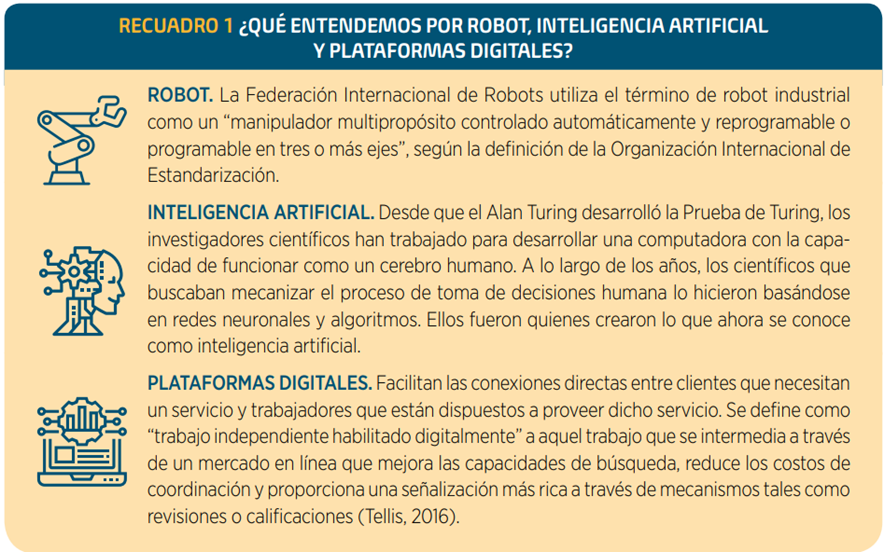 RECUADRO 1 ¿QUÉ ENTENDEMOS POR ROBOT, INTELIGENCIA ARTIFICIAL
Y PLATAFORMAS DIGITALES?
ROBOT. La Federación Internacional de Robots utiliza el término de robot industrial
como un “manipulador multipropósito controlado automáticamente y reprogramable o
programable en tres o más ejes”, según la definición de la Organización Internacional de
Estandarización.
INTELIGENCIA ARTIFICIAL. Desde que el Alan Turing desarrolló la Prueba de Turing, los
investigadores científicos han trabajado para desarrollar una computadora con la capa-
cidad de funcionar como un cerebro humano. A lo largo de los años, los científicos que
buscaban mecanizar el proceso de toma de decisiones humana lo hicieron basándose
en redes neuronales y algoritmos. Ellos fueron quienes crearon lo que ahora se conoce
como inteligencia artificial.
PLATAFORMAS DIGITALES. Facilitan las conexiones directas entre clientes que necesitan
un servicio y trabajadores que están dispuestos a proveer dicho servicio. Se define como
“trabajo independiente habilitado digitalmente” a aquel trabajo que se intermedia a través
de un mercado en línea que mejora las capacidades de búsqueda, reduce los costos de
coordinación y proporciona una señalización más rica a través de mecanismos tales como
revisiones o calificaciones (Tellis, 2016).